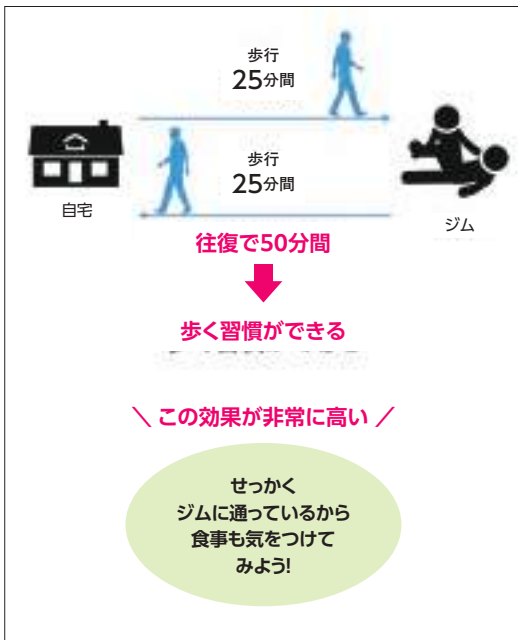 歩行
25分間
歩行
25分間
自宅
ジム
往復で50分間
歩く習慣ができる
＼ この効果が非常に高い ／
せっかく
ジムに通っているから
食事も気をつけて
みよう!